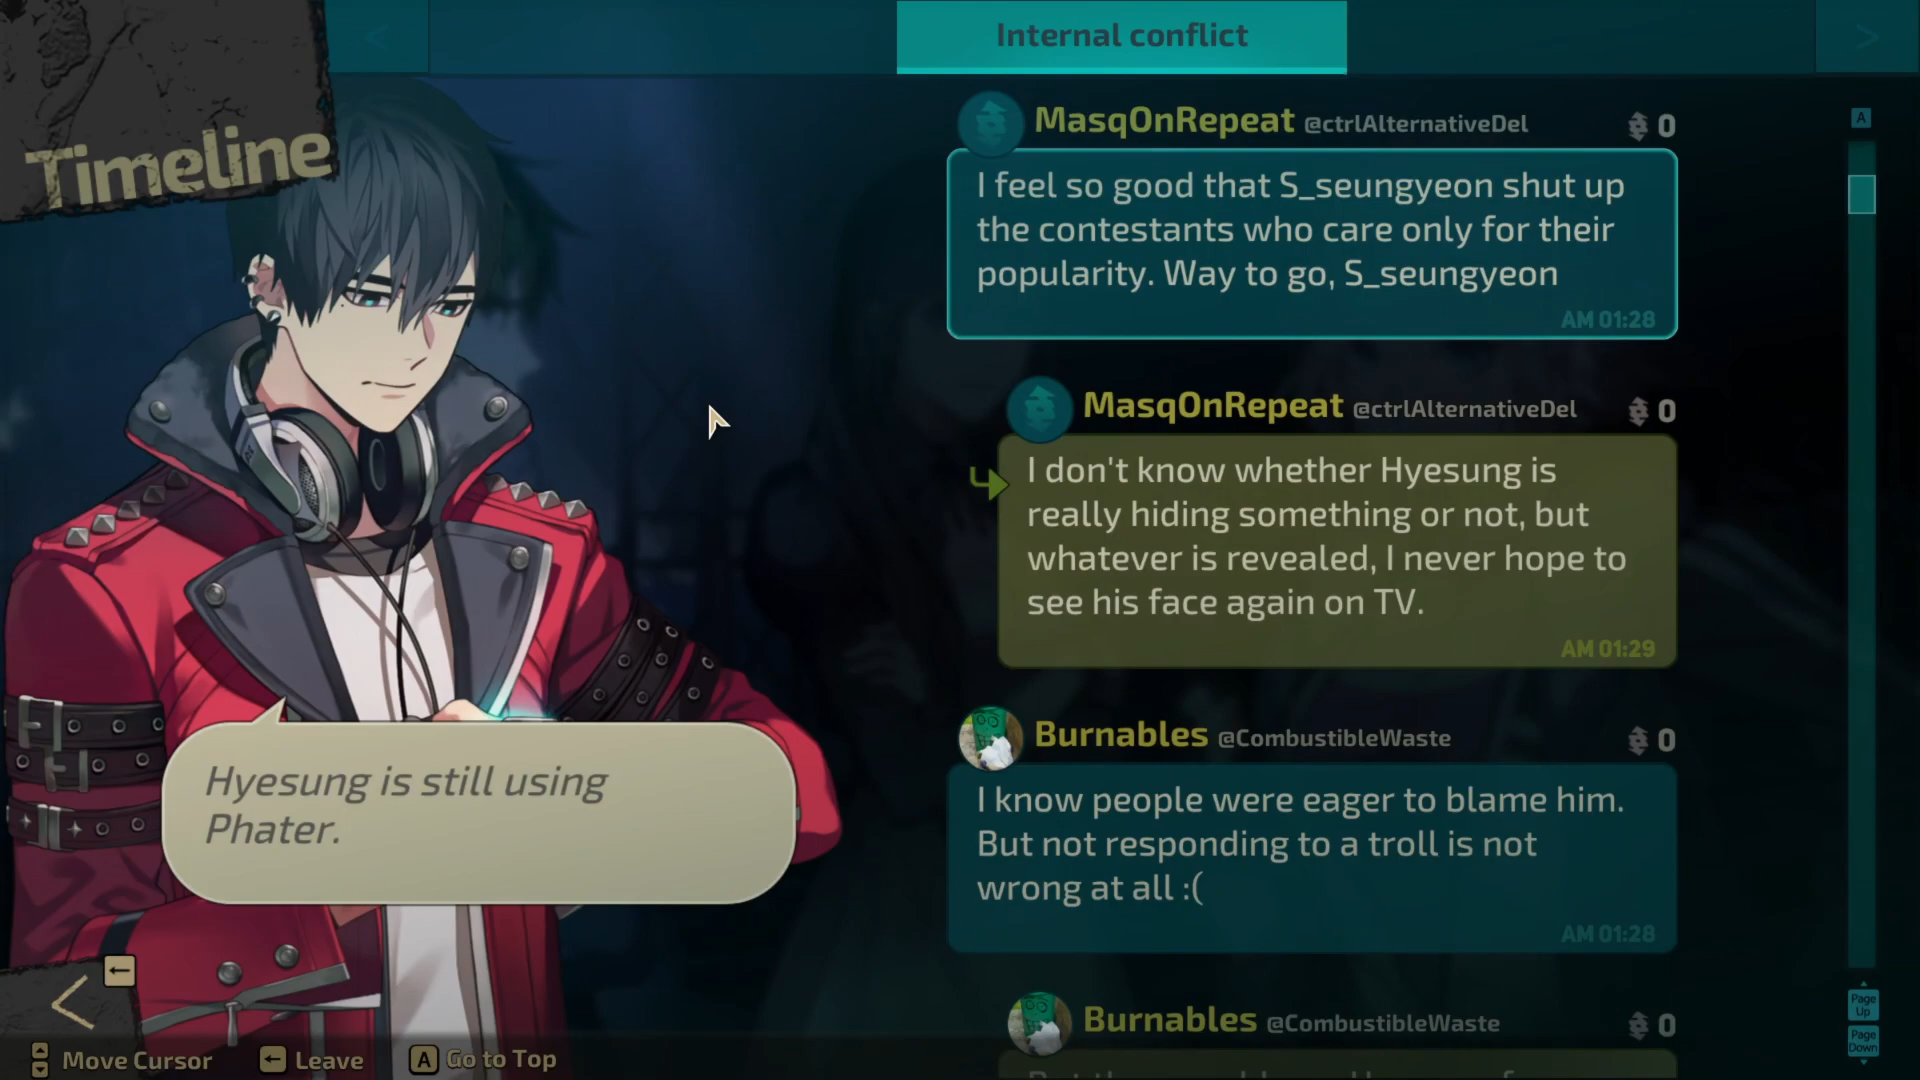 Timeline
Internal conflict
MasqOnRepeat @ctrlAlternativeDel 0
I feel so good that S_seungyeon shut up
the contestants who care only for their
popularity. Way to go, S_seungyeon
AM 01:28
MasqOnRepeat @ctrlAlternativeDel 0
I don't know whether Hyesung is
really hiding something or not, but
whatever is revealed, I never hope to
see his face again on TV.
AM 01:29
Burnables @CombustibleWaste 0
I know people were eager to blame him.
But not responding to a troll is not
wrong at all :(
AM 01:28
Burnables @CombustibleWaste 0
Hyesung is still using
Phater.
A
Page
Up
Page
Down
Move Cursor
Leave
A Go to Top